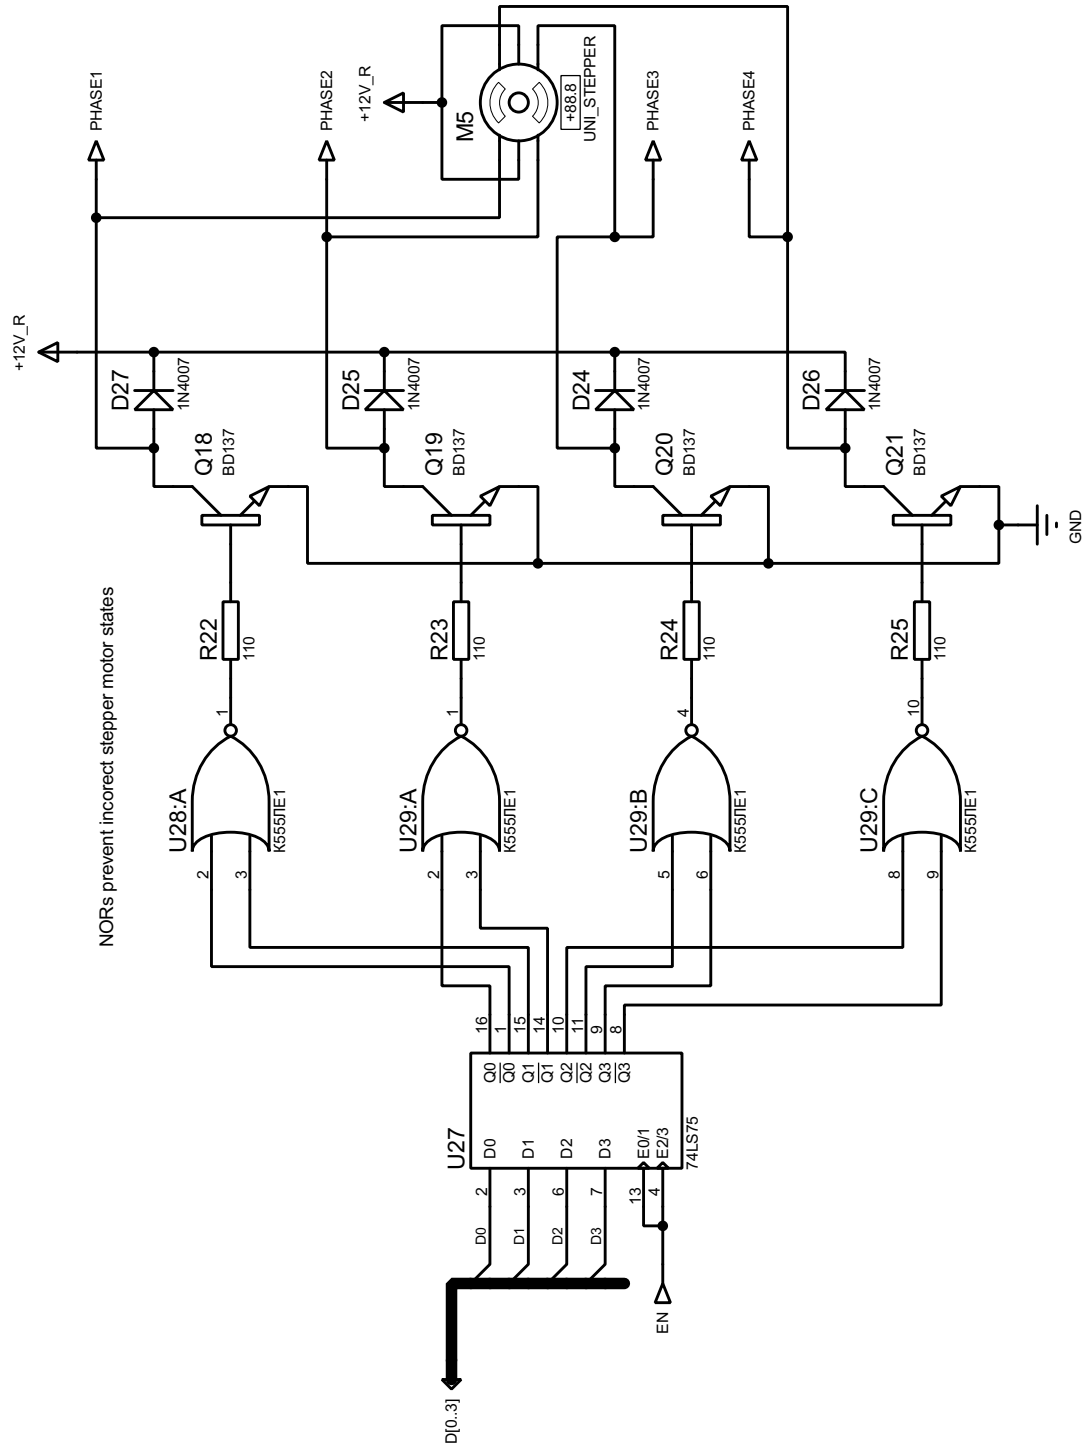 NORs prevent incorect stepper motor states
D[0..3]
EN
D0
D1
D2
D3
2
3
6
7
13
4
U27
D0
D1
D2
D3
E0/1
E2/3
Q0
Q0
Q1
Q1
Q2
Q2
Q3
Q3
74LS75
16
1
15
14
10
11
9
8
U28:A
2
3
1
К555ЛЕ1
U29:A
2
3
1
К555ЛЕ1
U29:B
5
6
4
К555ЛЕ1
U29:C
8
9
10
К555ЛЕ1
R22
110
R23
110
R24
110
R25
110
Q18
BD137
Q19
BD137
Q20
BD137
Q21
BD137
GND
D27
1N4007
D25
1N4007
D24
1N4007
D26
1N4007
+12V_R
PHASE1
PHASE2
+12V_R
M5
+88.8
UNI_STEPPER
PHASE3
PHASE4